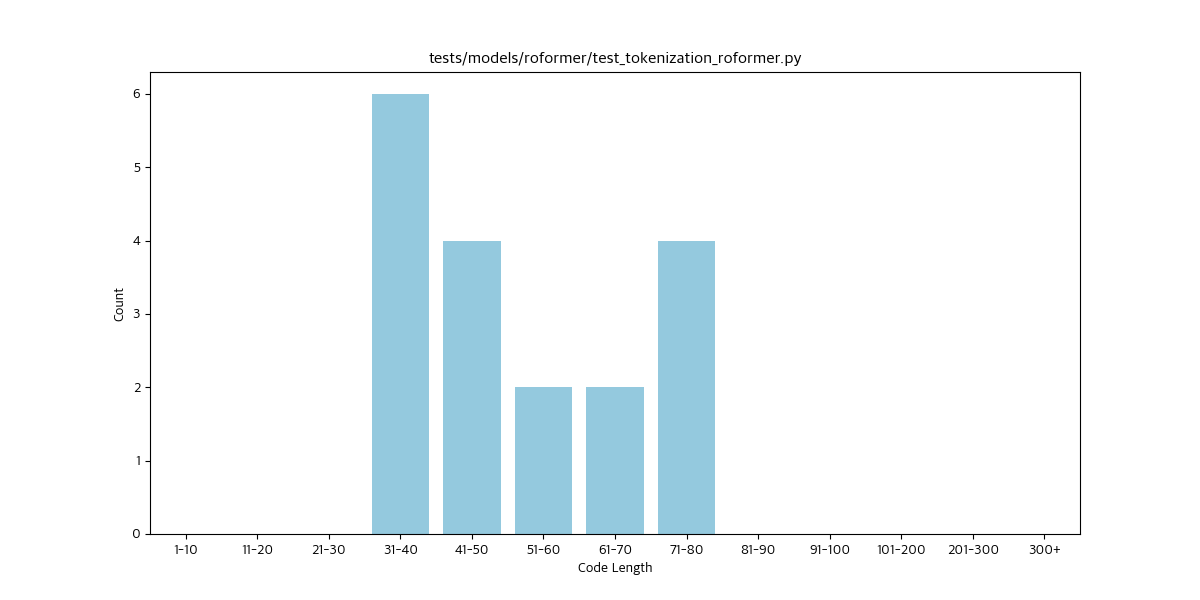 tests/models/roformer/test_tokenization_roformer.py
Count
6
5
4
3
2
1
0
1-10 11-20 21-30 31-40 41-50 51-60 61-70 71-80 81-90 91-100 101-200 201-300 300+
Code Length